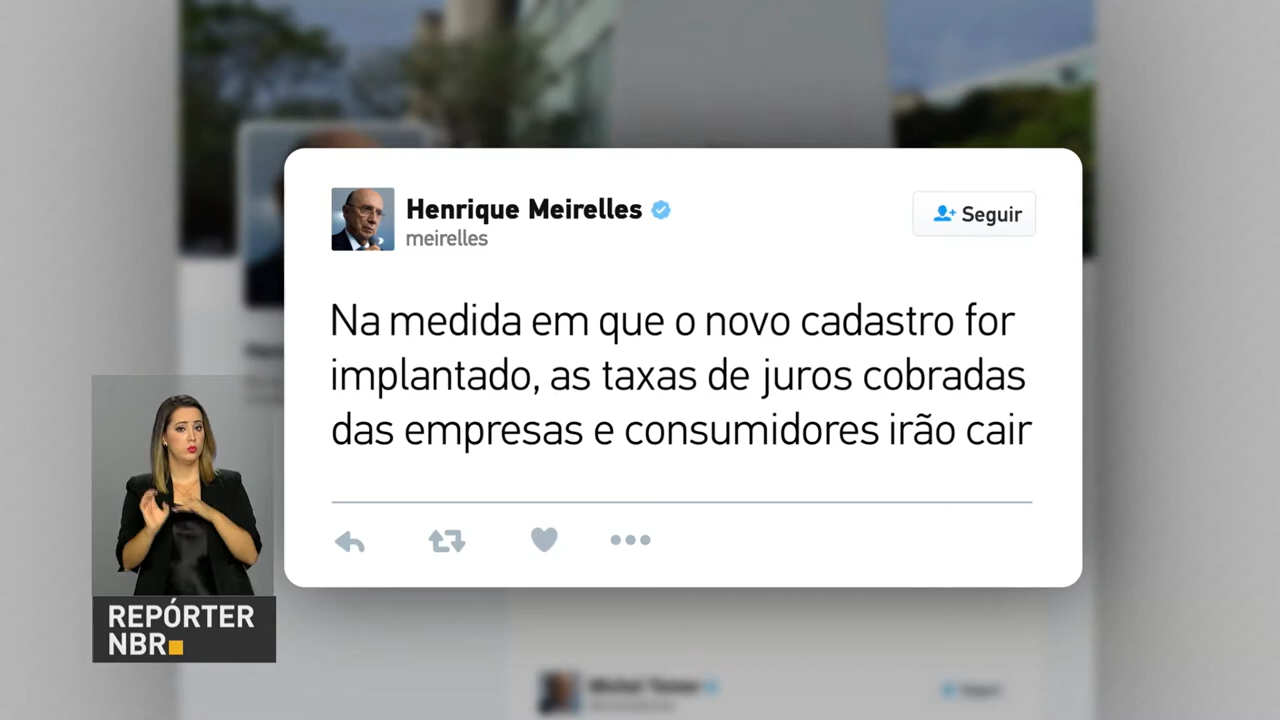 Henrique Meirelles
meirelles
Seguir
Na medida em que o novo cadastro for
implantado, as taxas de juros cobradas
das empresas e consumidores irão cair
REPÓRTER
NBR